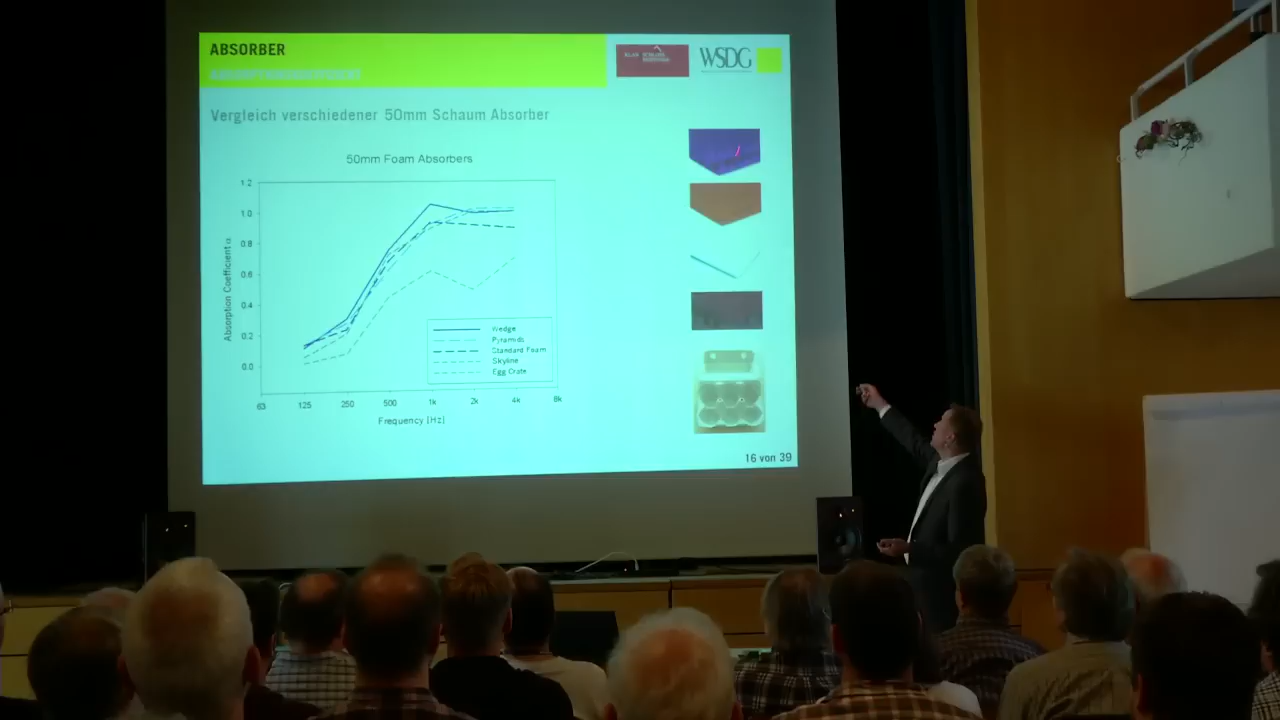 ABSORBER
WSDG
Vergleich verschiedener 50mm Schaum Absorber
50mm Foam Absorbers
Absorption Coefficient α
1.2
1.0
0.8
0.6
0.4
0.2
0.0
Wedge
Pyramids
Standard Foam
Skyline
Egg Crate
63 125 250 500 1k 2k 4k 8k
Frequency [Hz]
16 von 39